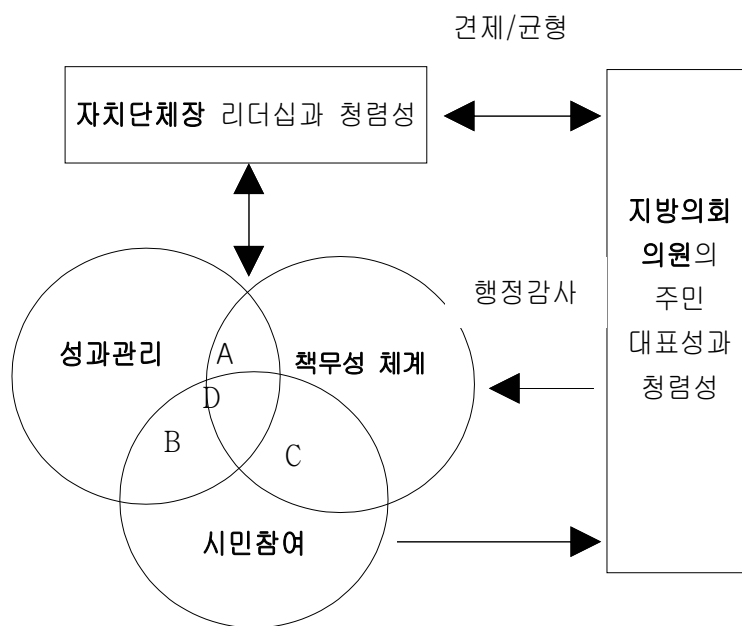 견제/균형
자치단체장 리더십과 청렴성
지방의회
의원의
주민
대표성과
청렴성
행정감사
성과관리
A
책무성 체계
D
B
C
시민참여